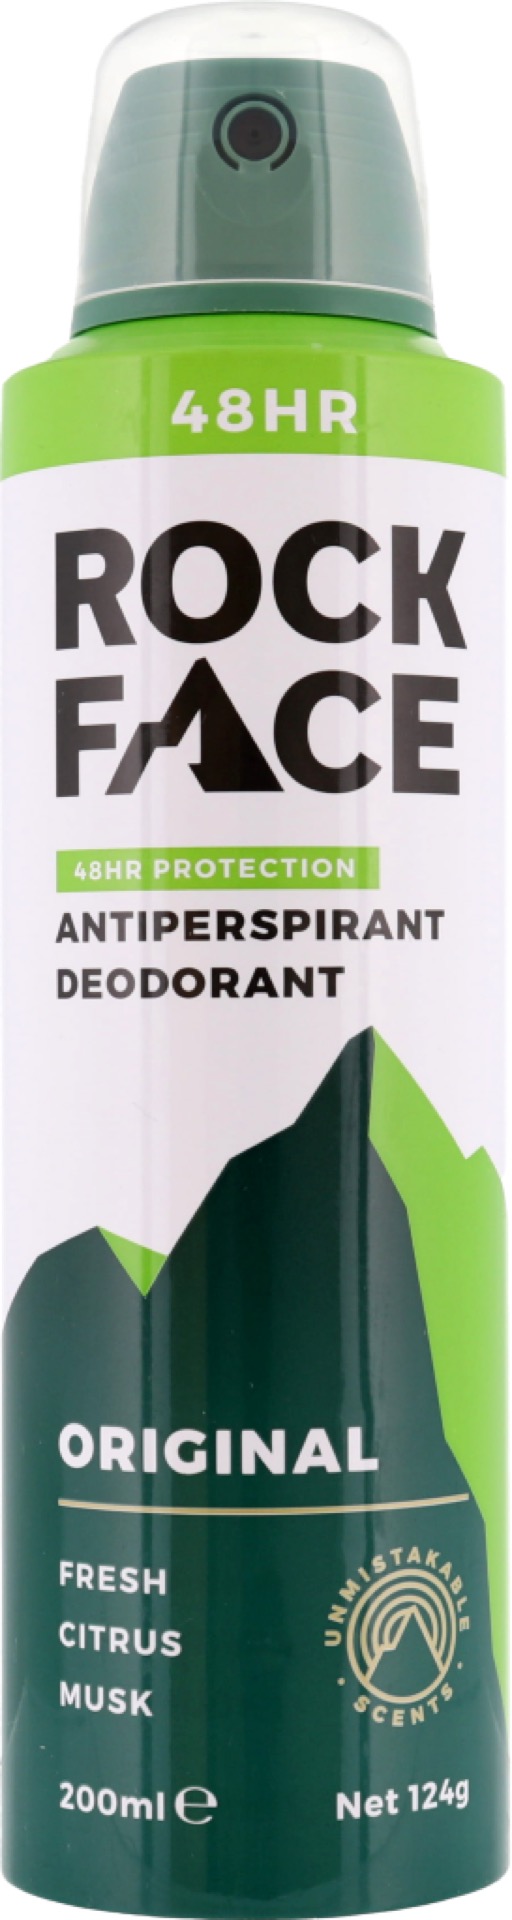 48HR
ROCK
FACE
48HR PROTECTION
ANTIPERSPIRANT
DEODORANT
ORIGINAL
FRESH
CITRUS
MUSK
UNMISTAKABLE
SCENTS
200ml e
Net 124g